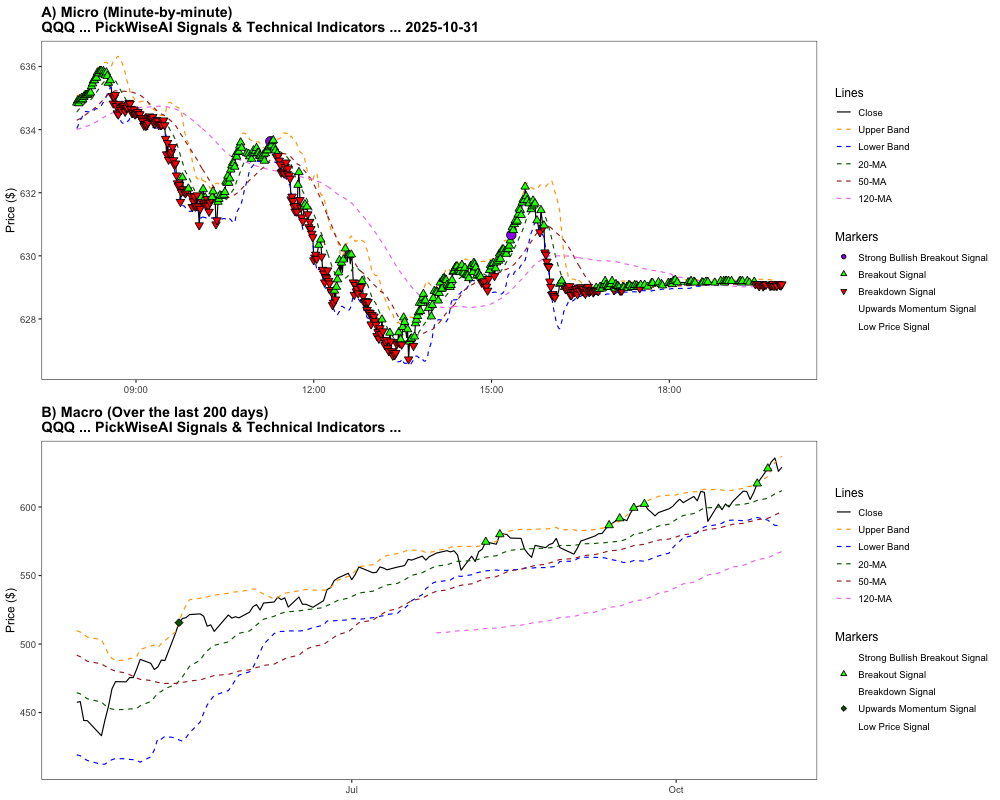 A) Micro (Minute-by-minute)
QQQ ... PickWiseAI Signals & Technical Indicators ... 2025-10-31
Price ($)
636
634
632
630
628
09:00
12:00
15:00
18:00
Lines
Close
Upper Band
Lower Band
20-MA
50-MA
120-MA
Markers
Strong Bullish Breakout Signal
Breakout Signal
Breakdown Signal
Upwards Momentum Signal
Low Price Signal
B) Macro (Over the last 200 days)
QQQ ... PickWiseAI Signals & Technical Indicators ...
Price ($)
600
550
500
450
Jul
Oct
Lines
Close
Upper Band
Lower Band
20-MA
50-MA
120-MA
Markers
Strong Bullish Breakout Signal
Breakout Signal
Breakdown Signal
Upwards Momentum Signal
Low Price Signal